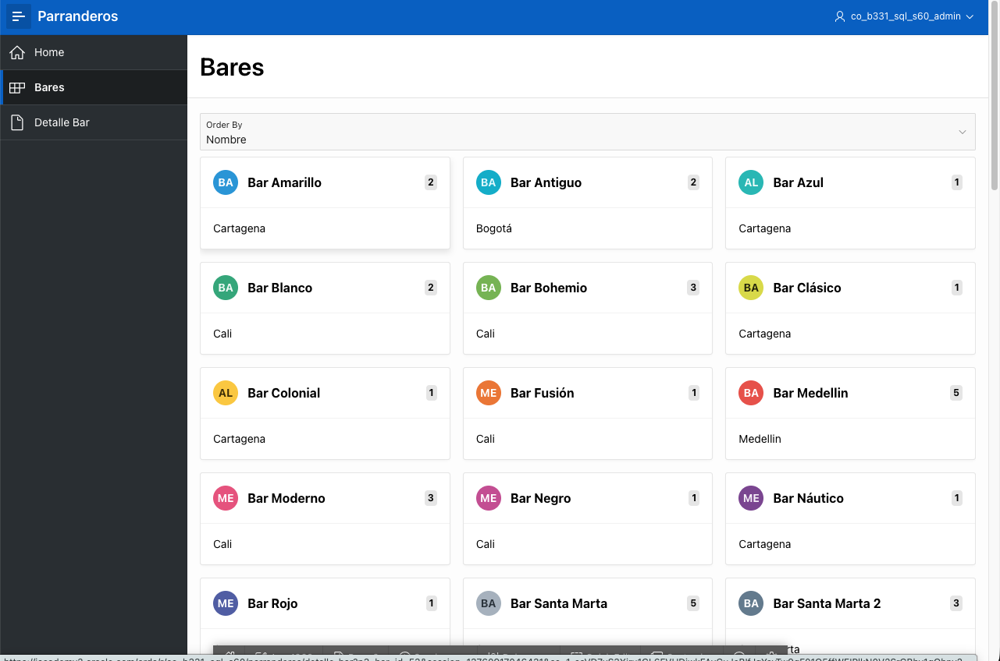 Parranderos
co_b331_sql_s60_admin
Home
Bares
Detalle Bar
Bares
Order By
Nombre
BA Bar Amarillo 2
Cartagena
BA Bar Antiguo 2
Bogotá
AL Bar Azul 1
Cartagena
BA Bar Blanco 2
Cali
BA Bar Bohemio 3
Cali
BA Bar Clásico 1
Cartagena
AL Bar Colonial 1
Cartagena
ME Bar Fusión 1
Cali
BA Bar Medellin 5
Medellin
ME Bar Moderno 3
Cali
ME Bar Negro 1
Cali
ME Bar Náutico 1
Cartagena
ME Bar Rojo 1
BA Bar Santa Marta 5
BA Bar Santa Marta 2 3